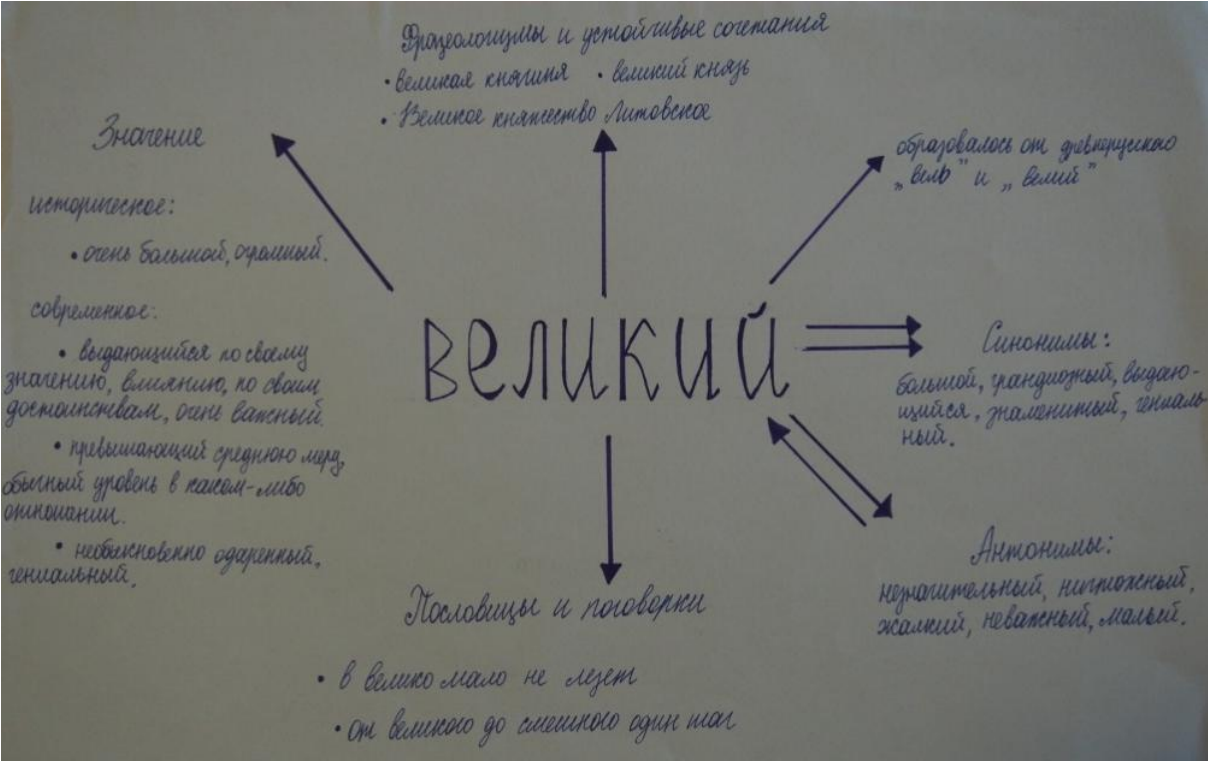 Фразеологизмы и устойчивые сочетания
• великая княгиня • великий князь
• Великое княжество Литовское
Значение
историческое:
• очень большой, огромный.
современное:
• выдающийся по своему
значению, влиянию, по своим
достоинствам, очень важный.
• превышающий среднюю меру,
обычный уровень в каком-либо
отношении.
• необыкновенно одаренный,
гениальный.
образовалось от древнерусского
„вель" и „велий"
великий
Синонимы:
большой, грандиозный, выдаю-
щийся, знаменитый, гениаль-
ный.
Антонимы:
незначительный, ничтожный,
жалкий, неважный, малый.
Пословицы и поговорки
• в велико мало не лезет
• от великого до смешного один шаг